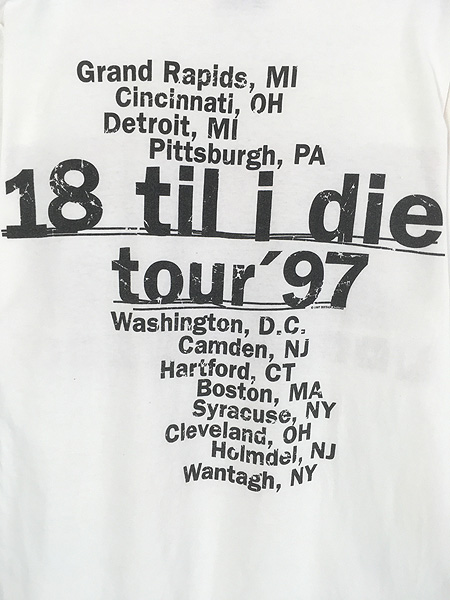 Grand Rapids, MI
Cincinnati, OH
Detroit, MI
Pittsburgh, PA
18 til i die
tour´97
Washington, D.C.
Camden, NJ
Hartford, CT
Boston, MA
Syracuse, NY
Cleveland, OH
Holmdel, NJ
Wantagh, NY